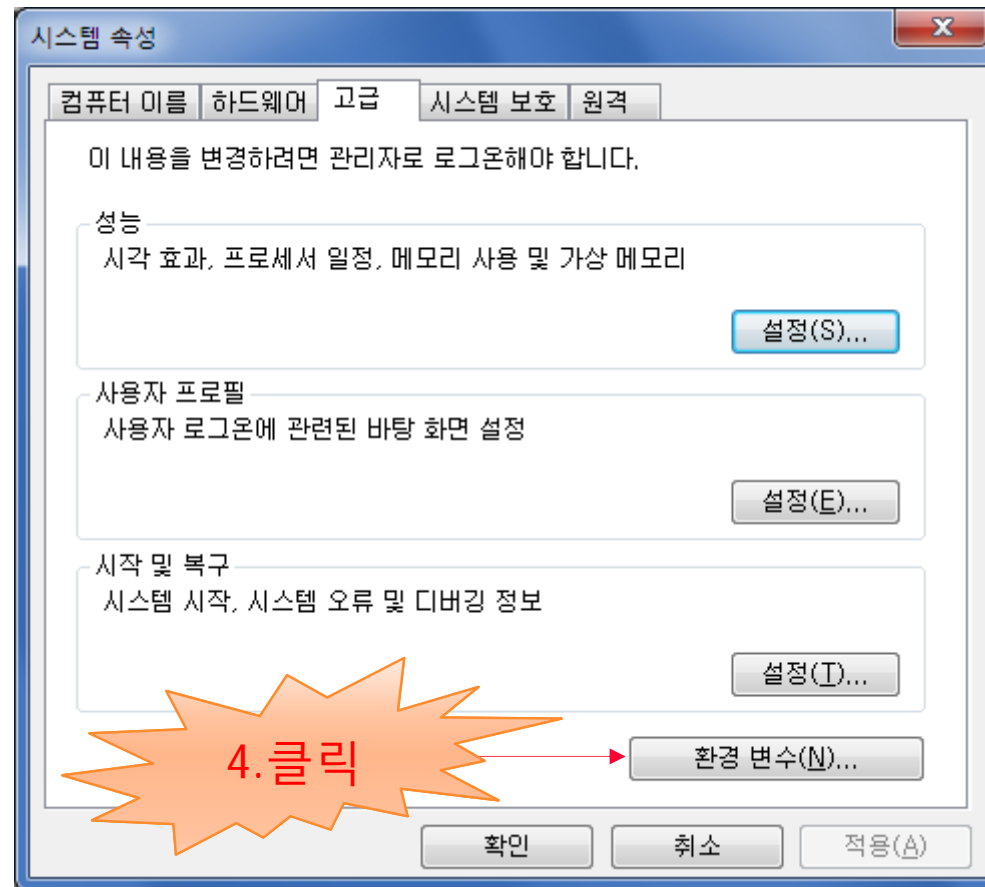 시스템 속성
컴퓨터 이름 하드웨어 고급 시스템 보호 원격
이 내용을 변경하려면 관리자로 로그온해야 합니다.
성능
시각 효과, 프로세서 일정, 메모리 사용 및 가상 메모리
설정(S)...
사용자 프로필
사용자 로그온에 관련된 바탕 화면 설정
설정(E)...
시작 및 복구
시스템 시작, 시스템 오류 및 디버깅 정보
설정(T)...
4.클릭
환경 변수(N)...
확인 취소 적용(A)